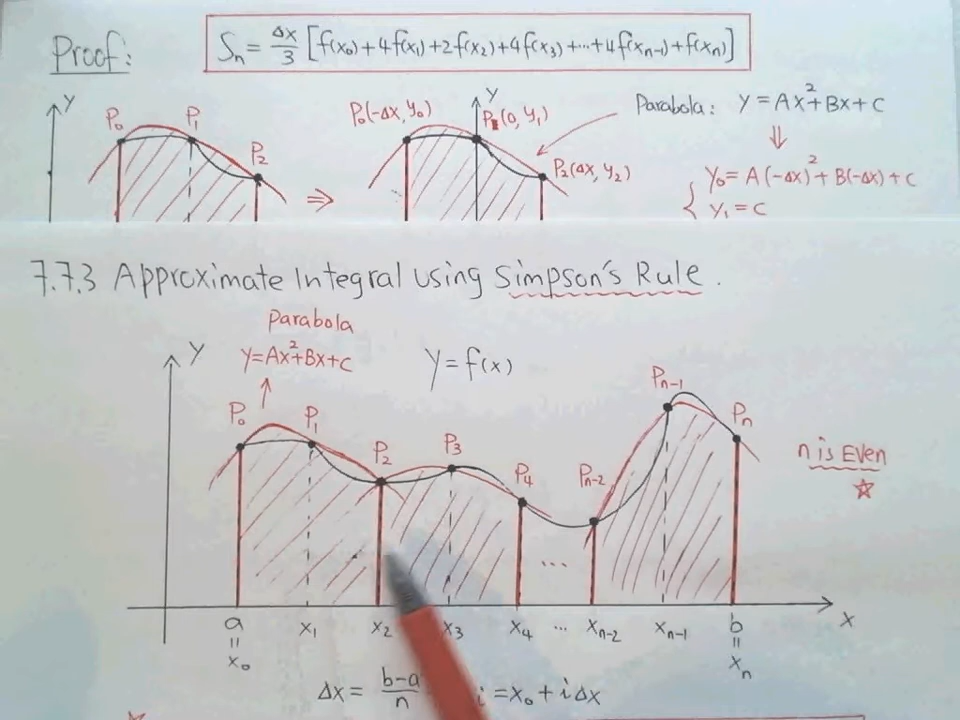 Proof: Sₙ = Δx/3 [f(x₀)+4f(x₁)+2f(x₂)+4f(x₃)+⋯+4f(xₙ₋₁)+f(xₙ)]
Y Y
P₀ P₁ P₂ P₀(-Δx, y₀) P₁(0, y₁) P₂(Δx, y₂)
⇒
Parabola: y = Ax²+Bx+C
⇓
y₀ = A(-Δx)²+B(-Δx)+C
y₁ = C
7.7.3 Approximate Integral using Simpson's Rule.
Parabola
y=Ax²+Bx+C
Y
y=f(x)
P₀ P₁ P₂ P₃ P₄ Pₙ₋₂ Pₙ₋₁ Pₙ
n is Even
☆
...
a x₁ x₂ x₃ x₄ ... xₙ₋₂ xₙ₋₁ b X
= =
x₀ xₙ
Δx = b-a/n i = x₀ + iΔx